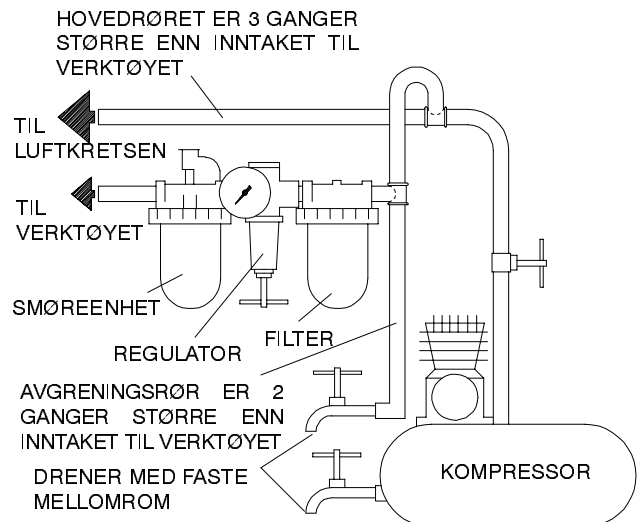 HOVEDRØRET ER 3 GANGER
STØRRE ENN INNTAKET TIL
VERKTØYET
TIL
LUFTKRETSEN
TIL
VERKTØYET
SMØREENHET
REGULATOR
FILTER
AVGRENINGSRØR ER 2
GANGER STØRRE ENN
INNTAKET TIL VERKTØYET
DRENER MED FASTE
MELLOMROM
KOMPRESSOR